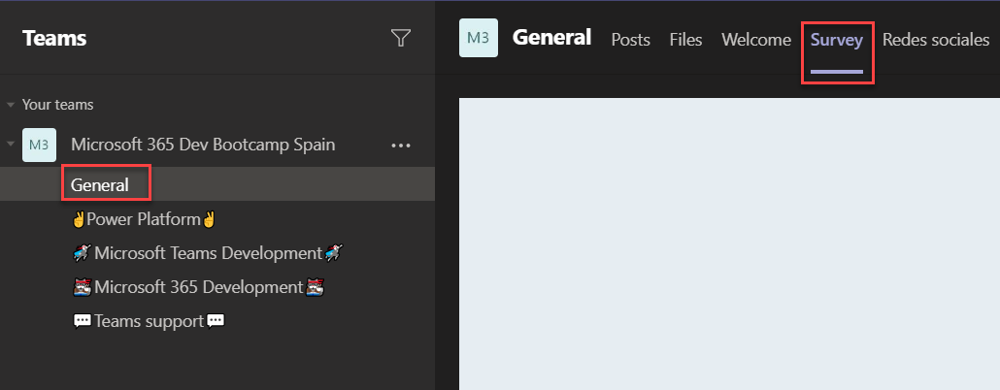 Teams
Your teams
M3 Microsoft 365 Dev Bootcamp Spain ...
General
✌Power Platform✌
Microsoft Teams Development
Microsoft 365 Development
💬Teams support💬
M3 General Posts Files Welcome Survey Redes sociales